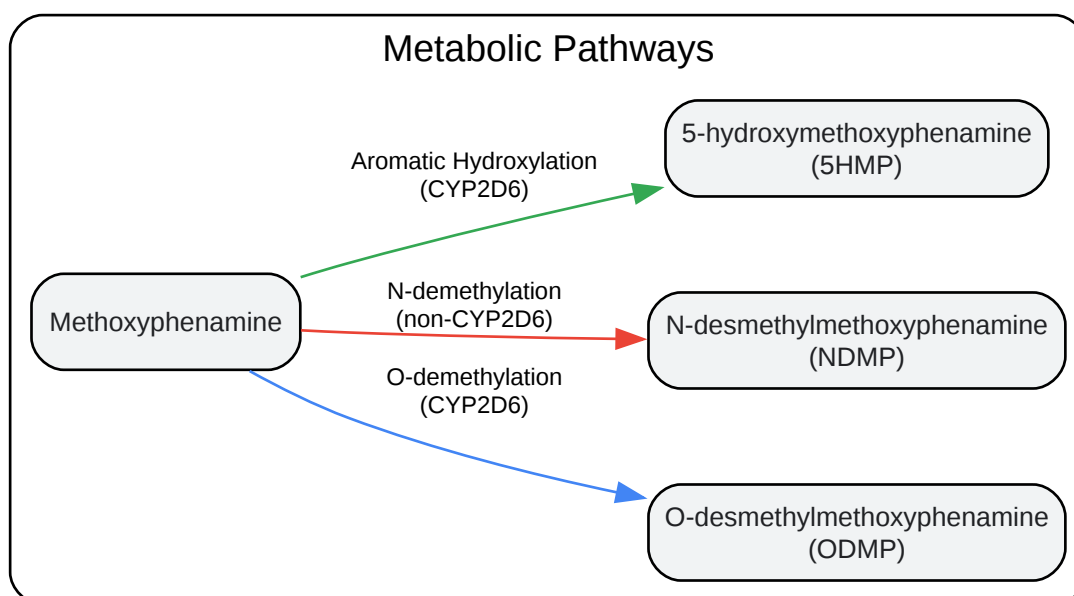 Metabolic Pathways
5-hydroxymethoxyphenamine
(5HMP)
Aromatic Hydroxylation
(CYP2D6)
N-demethylation
(non-CYP2D6)
Methoxyphenamine
N-desmethylmethoxyphenamine
(NDMP)
O-demethylation
(CYP2D6)
O-desmethylmethoxyphenamine
(ODMP)